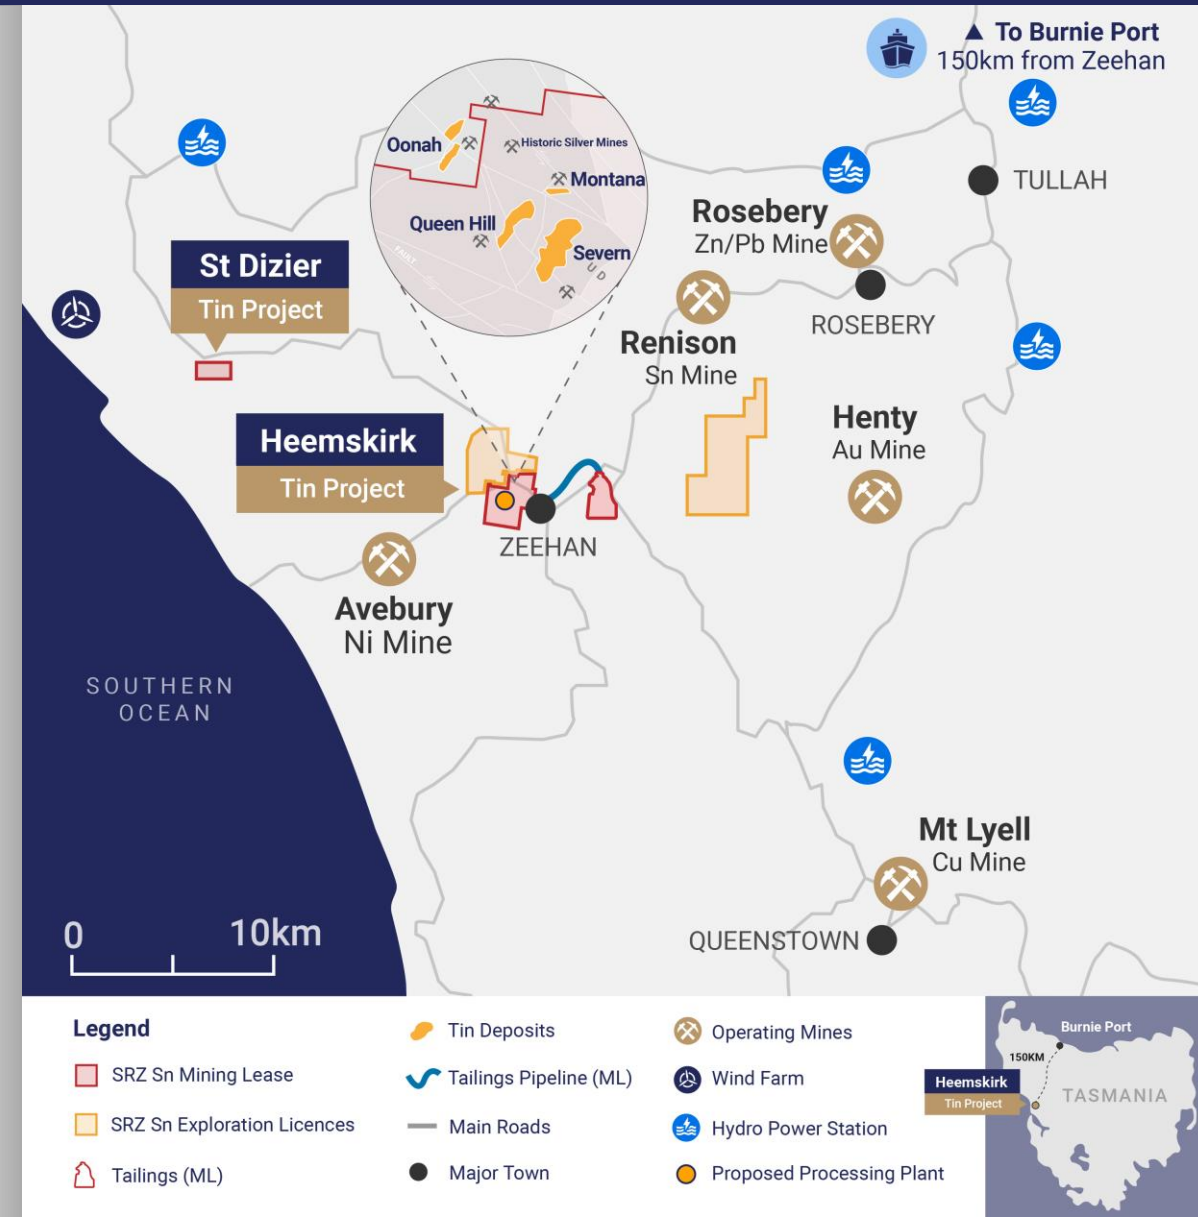 ▲ To Burnie Port
150km from Zeehan
Oonah
Historic Silver Mines
Montana
Queen Hill
Severn
FAULT
U D
TULLAH
Rosebery
Zn/Pb Mine
ROSEBERY
St Dizier
Tin Project
Renison
Sn Mine
Henty
Au Mine
Heemskirk
Tin Project
ZEEHAN
Avebury
Ni Mine
SOUTHERN
OCEAN
Mt Lyell
Cu Mine
QUEENSTOWN
0 10km
Legend
SRZ Sn Mining Lease
SRZ Sn Exploration Licences
Tailings (ML)
Tin Deposits
Tailings Pipeline (ML)
Main Roads
Major Town
Operating Mines
Wind Farm
Hydro Power Station
Proposed Processing Plant
Burnie Port
150KM
Heemskirk
Tin Project
TASMANIA